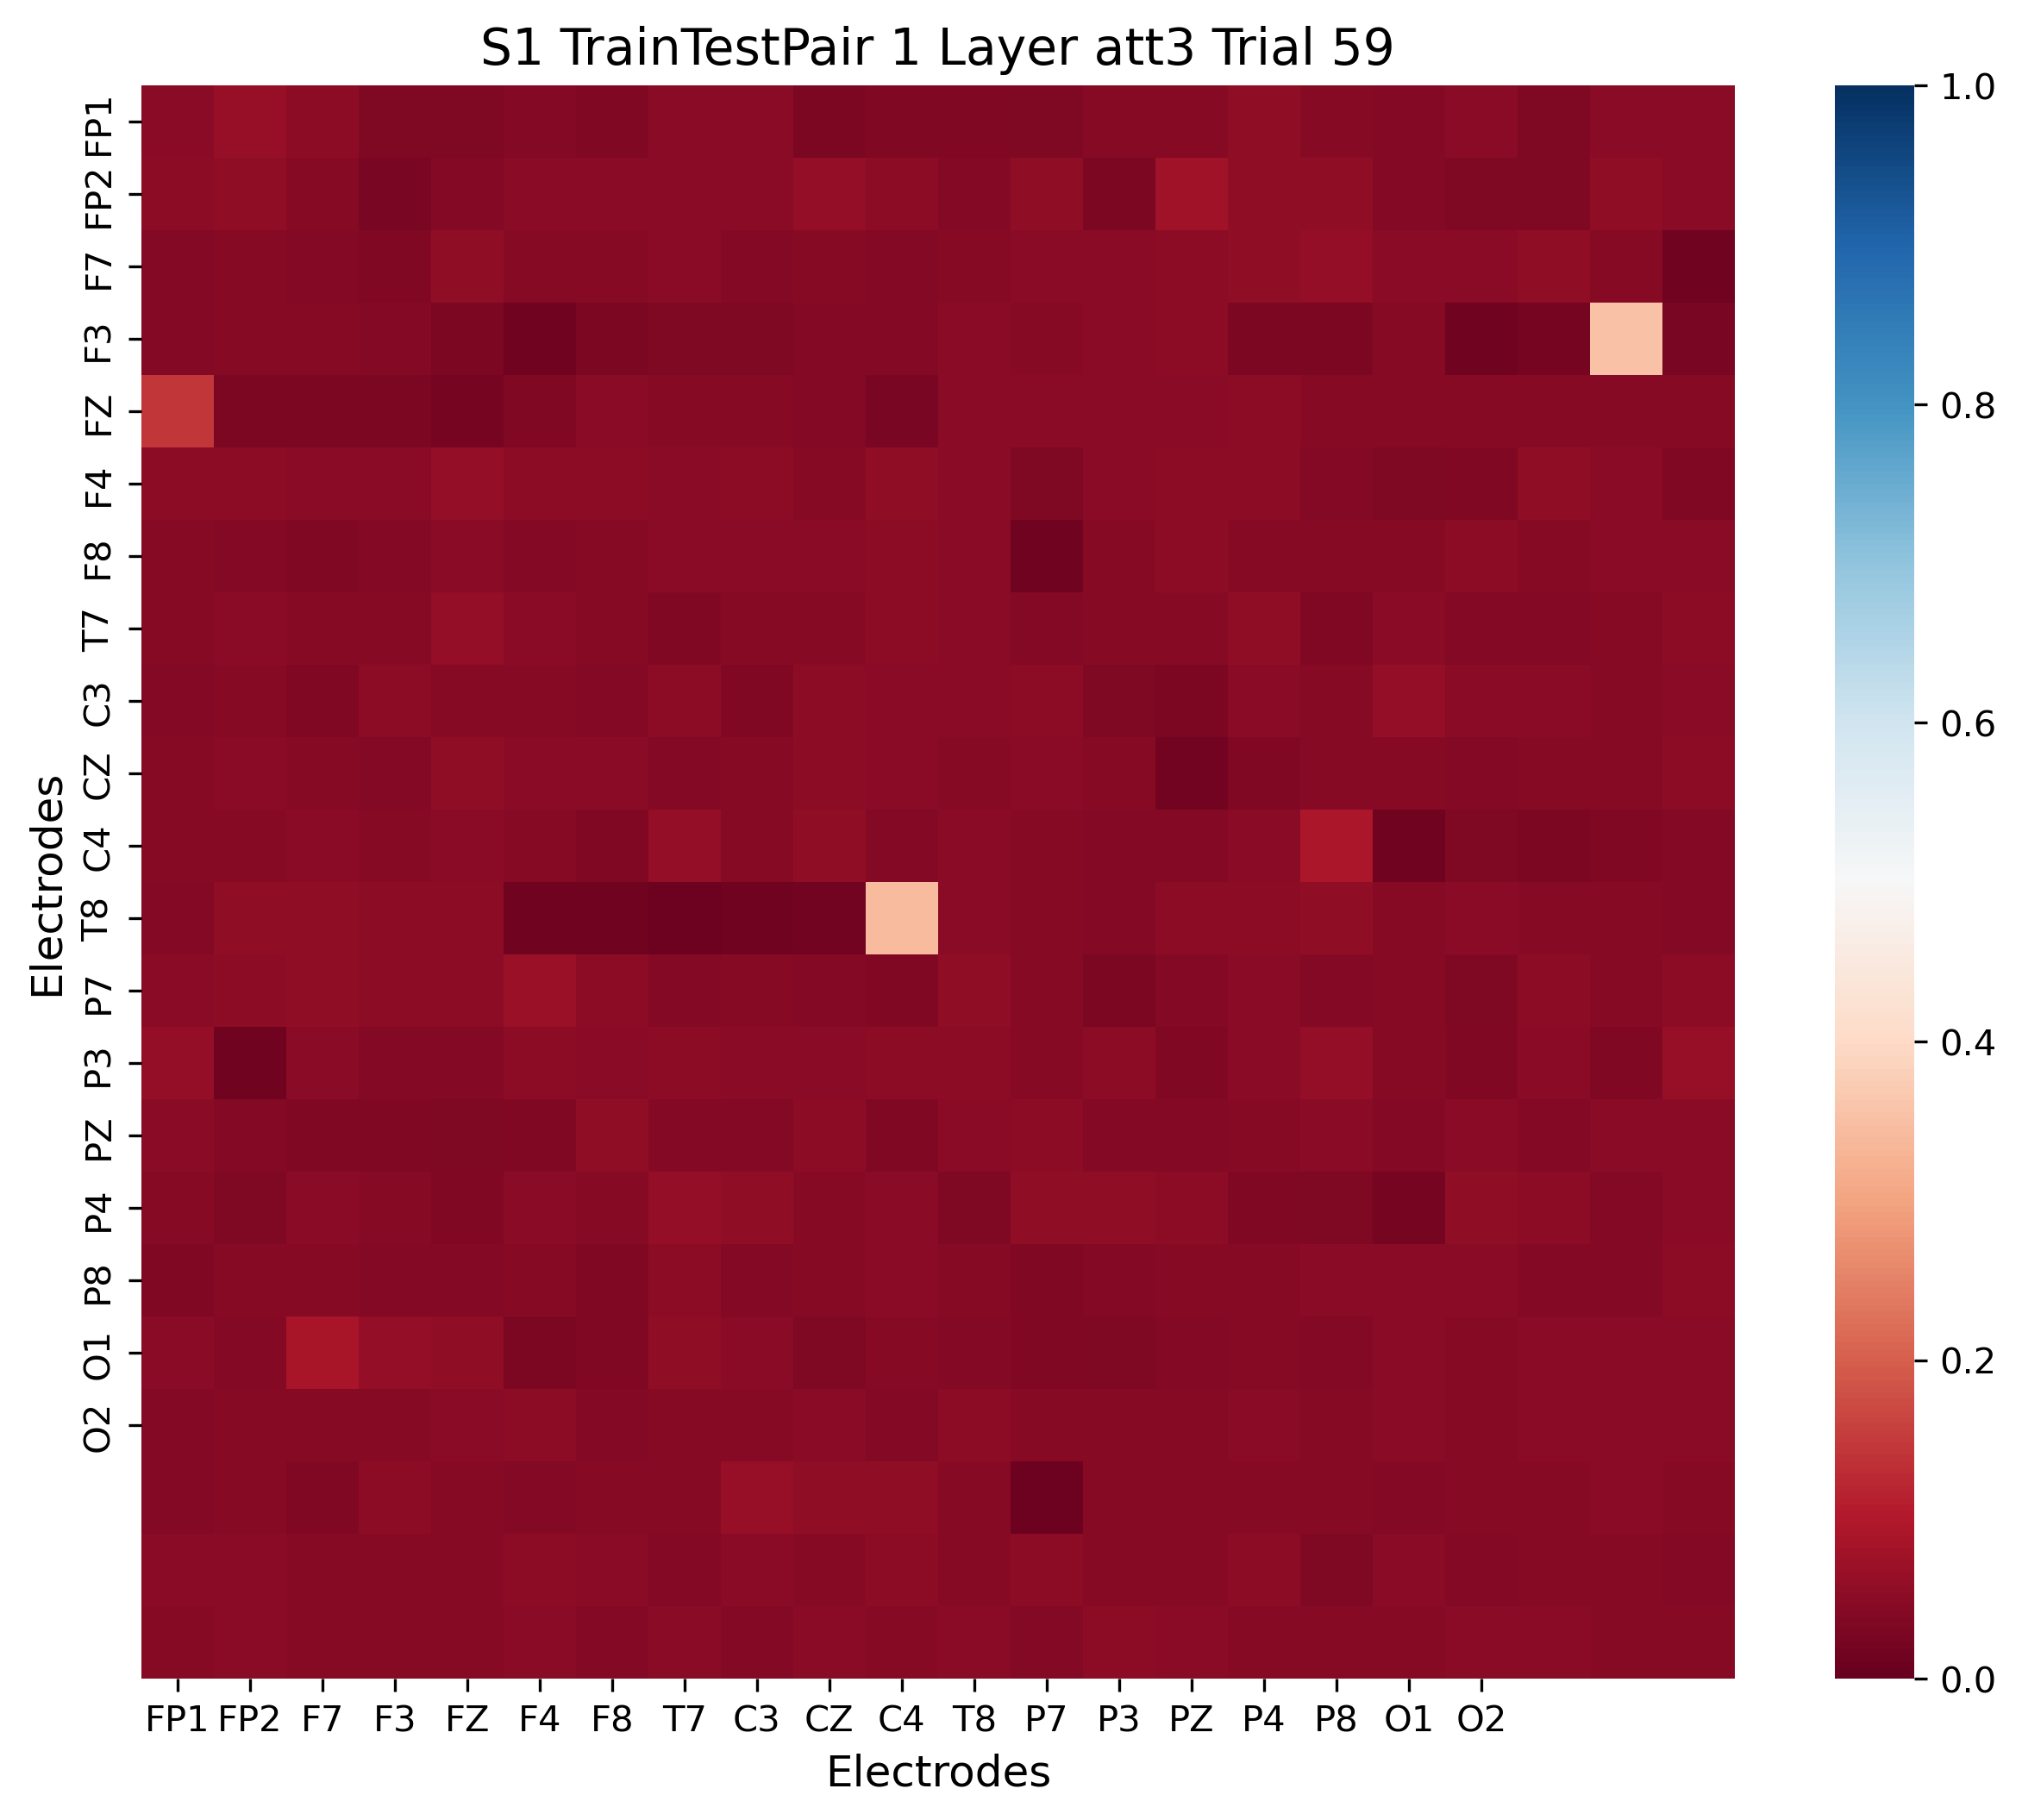 S1 TrainTestPair 1 Layer att3 Trial 59
FP1
FP2
F7
F3
FZ
F4
F8
T7
C3
CZ
C4
T8
P7
P3
PZ
P4
P8
O1
O2
Electrodes
FP1 FP2 F7 F3 FZ F4 F8 T7 C3 CZ C4 T8 P7 P3 PZ P4 P8 O1 O2
Electrodes
1.0
0.8
0.6
0.4
0.2
0.0